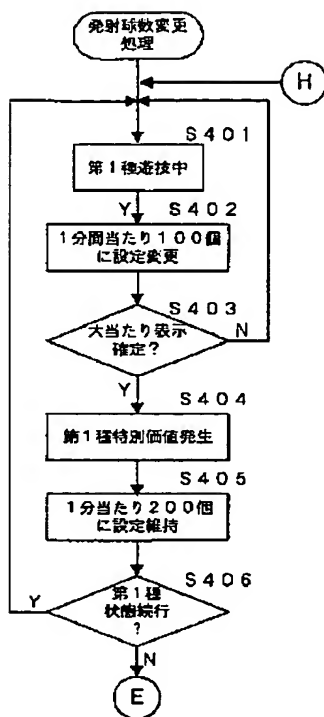 発射球数変更
処理
H
S401
第1種遊技中
Y
S402
1分間当たり100個
に設定変更
S403
大当たり表示
確定?
N
Y
S404
第1種特別価値発生
S405
1分当たり200個
に設定維持
S406
第1種
状態続行
?
Y
N
E